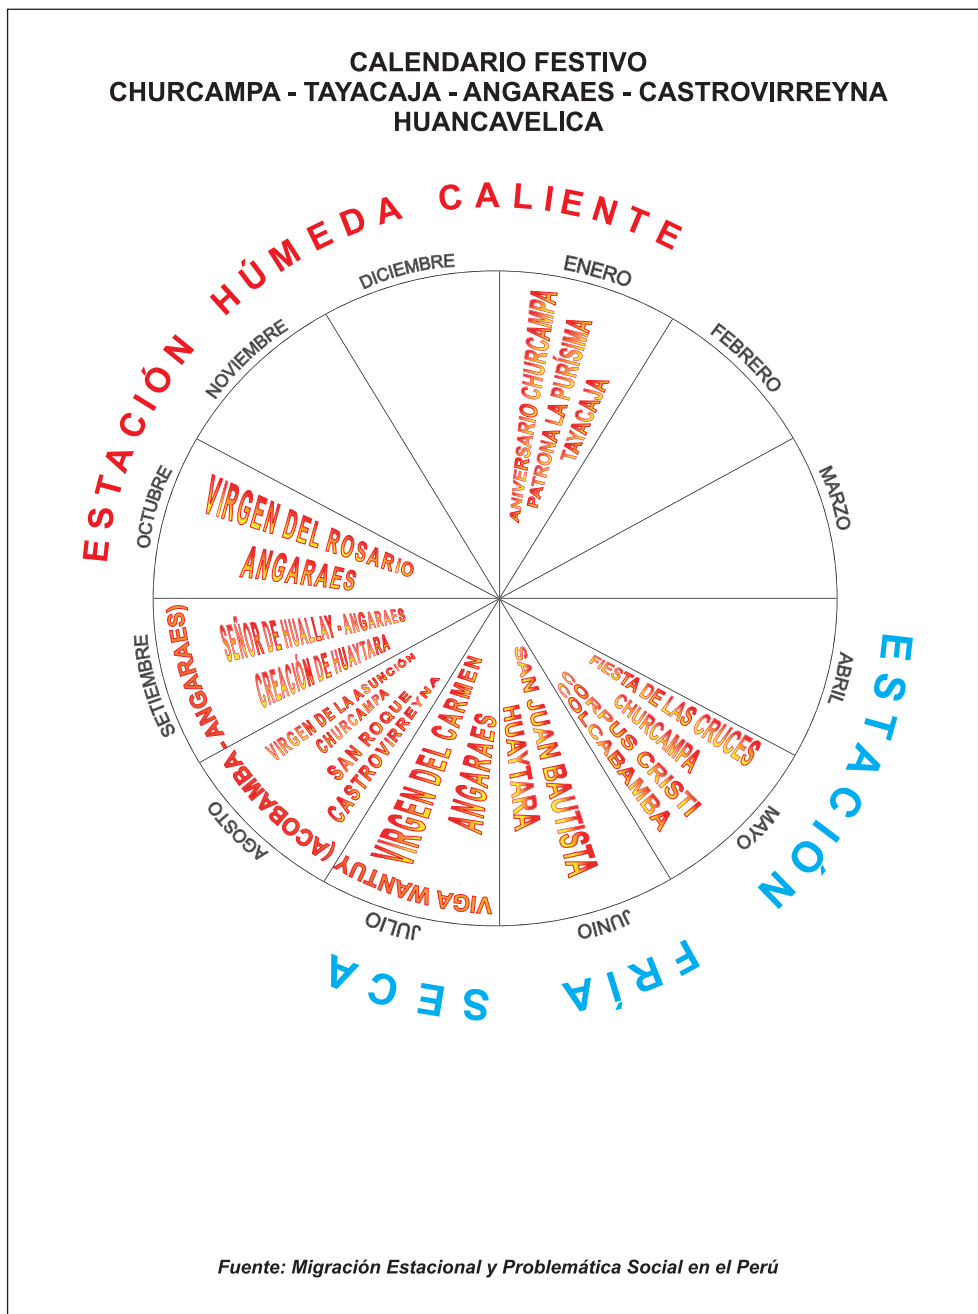 CALENDARIO FESTIVO
CHURCAMPA - TAYACAJA - ANGARAES - CASTROVIRREYNA
HUANCAVELICA
ESTACIÓN HÚMEDA CALIENTE
ENERO
ANIVERSARIO CHURCAMPA
PATRONA LA PURÍSIMA
TAYACAJA
FEBRERO
MARZO
ABRIL
MAYO
FIESTA DE LAS CRUCES
CHURCAMPA
CORPUS CRISTI
COLCABAMBA
JUNIO
SAN JUAN BAUTISTA
HUAYTARA
JULIO
VIRGEN DEL CARMEN
ANGARAES
VIGA WANTUY (ACOBAMBA - ANGARAES)
AGOSTO
VIRGEN DE LA ASUNCIÓN
CHURCAMPA
SAN ROQUE
CASTROVIRREYNA
SETIEMBRE
SEÑOR DE HUALLAY - ANGARAES
CREACIÓN DE HUAYTARA
OCTUBRE
VIRGEN DEL ROSARIO
ANGARAES
NOVIEMBRE
DICIEMBRE
ESTACIÓN FRÍA SECA
Fuente: Migración Estacional y Problemática Social en el Perú